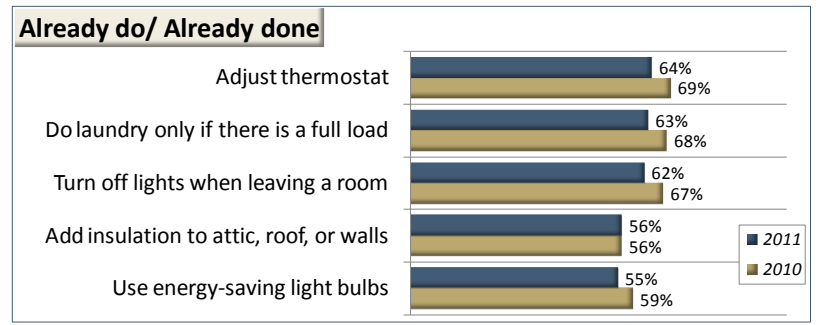 Already do/ Already done
Adjust thermostat
64%
69%
Do laundry only if there is a full load
63%
68%
Turn off lights when leaving a room
62%
67%
Add insulation to attic, roof, or walls
56%
56%
2011
2010
Use energy-saving light bulbs
55%
59%